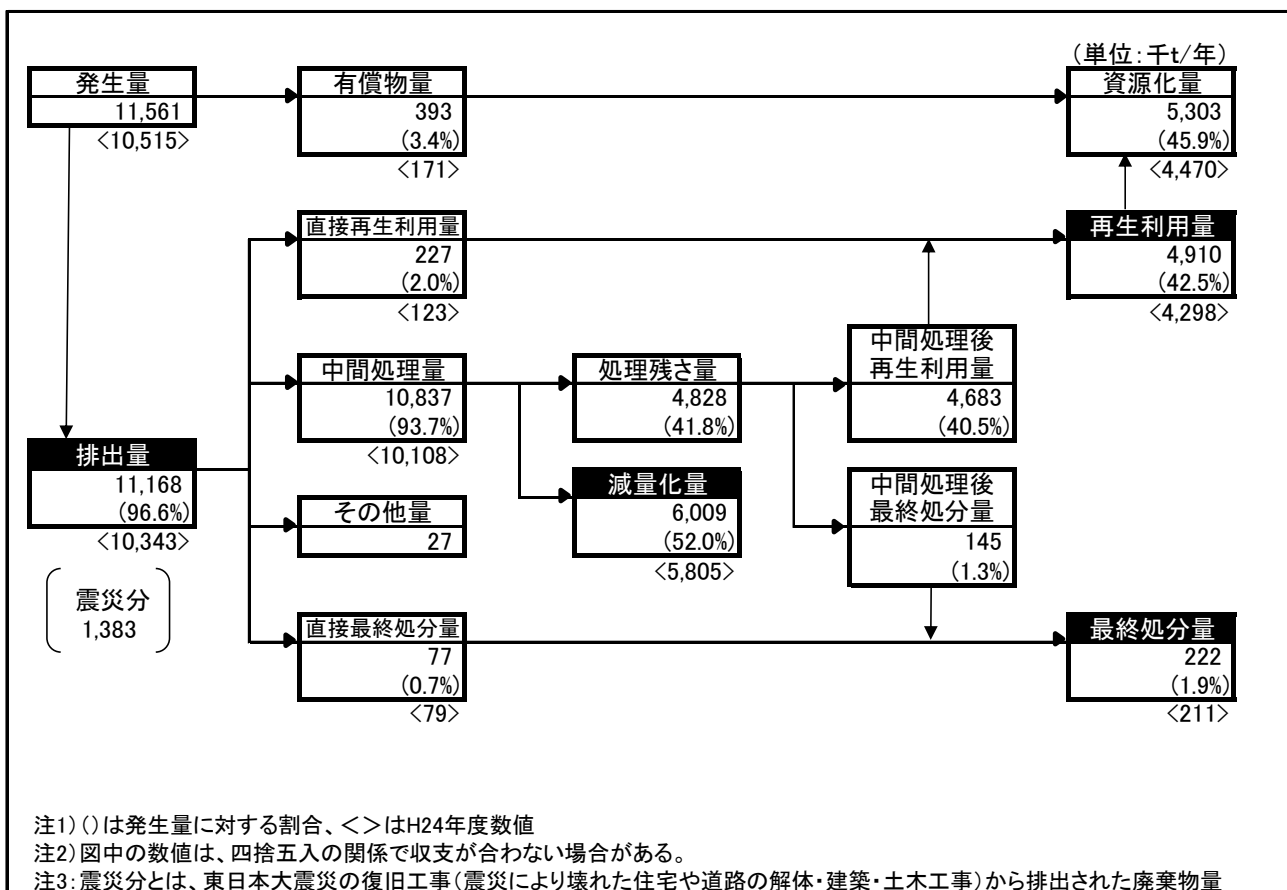 (単位:千t/年)
発生量
11,561
<10,515>
有償物量
393
(3.4%)
<171>
資源化量
5,303
(45.9%)
<4,470>
直接再生利用量
227
(2.0%)
<123>
再生利用量
4,910
(42.5%)
<4,298>
中間処理量
10,837
(93.7%)
<10,108>
処理残さ量
4,828
(41.8%)
中間処理後
再生利用量
4,683
(40.5%)
排出量
11,168
(96.6%)
<10,343>
震災分
1,383
その他量
27
減量化量
6,009
(52.0%)
<5,805>
中間処理後
最終処分量
145
(1.3%)
直接最終処分量
77
(0.7%)
<79>
最終処分量
222
(1.9%)
<211>
注1)()は発生量に対する割合、<>はH24年度数値
注2)図中の数値は、四捨五入の関係で収支が合わない場合がある。
注3:震災分とは、東日本大震災の復旧工事(震災により壊れた住宅や道路の解体・建築・土木工事)から排出された廃棄物量